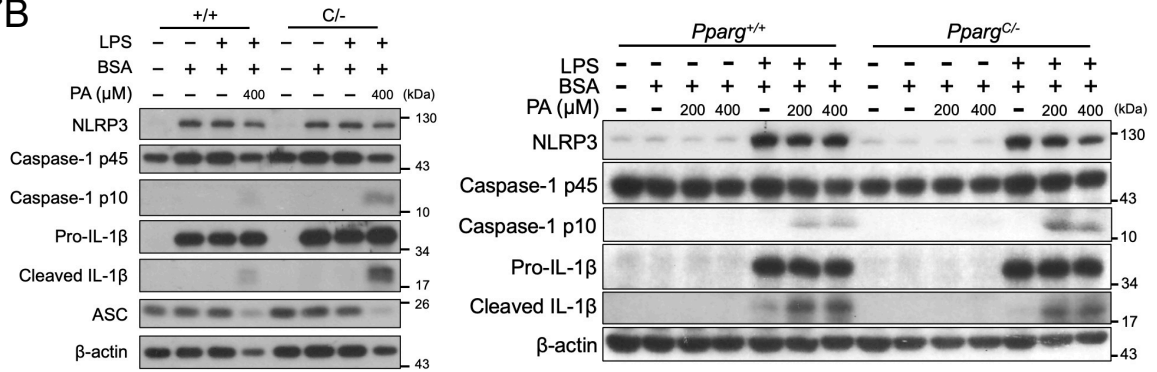 B
+/+ C/-
LPS − − + + − − + +
BSA − + + + − + + +
PA (μM) 400 400 (kDa)
NLRP3 130
Caspase-1 p45 43
Caspase-1 p10 10
Pro-IL-1β 34
Cleaved IL-1β 17
ASC 26
β-actin 43
Pparg+/+ PpargC/-
LPS - - - - + + + - - - - + + +
BSA - + + + + + + - + + + + + +
PA (μM) - - 200 400 - 200 400 - - 200 400 - 200 400 (kDa)
NLRP3 130
Caspase-1 p45 43
Caspase-1 p10 10
Pro-IL-1β 34
Cleaved IL-1β 17
β-actin 43